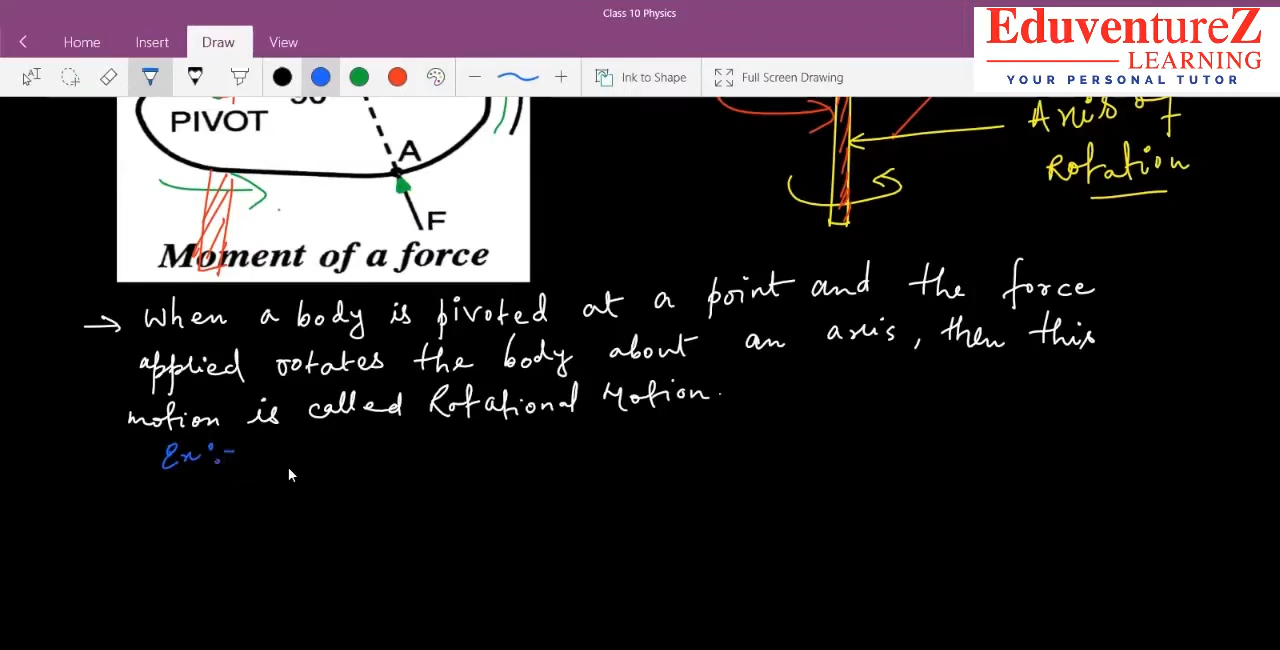 Class 10 Physics
Home Insert Draw View
EduventureZ
LEARNING
YOUR PERSONAL TUTOR
Ink to Shape Full Screen Drawing
PIVOT
A
F
Moment of a force
Axis of
Rotation
→ When a body is pivoted at a point and the force
applied rotates the body about an axis, then this
motion is called Rotational Motion.
Ex:-